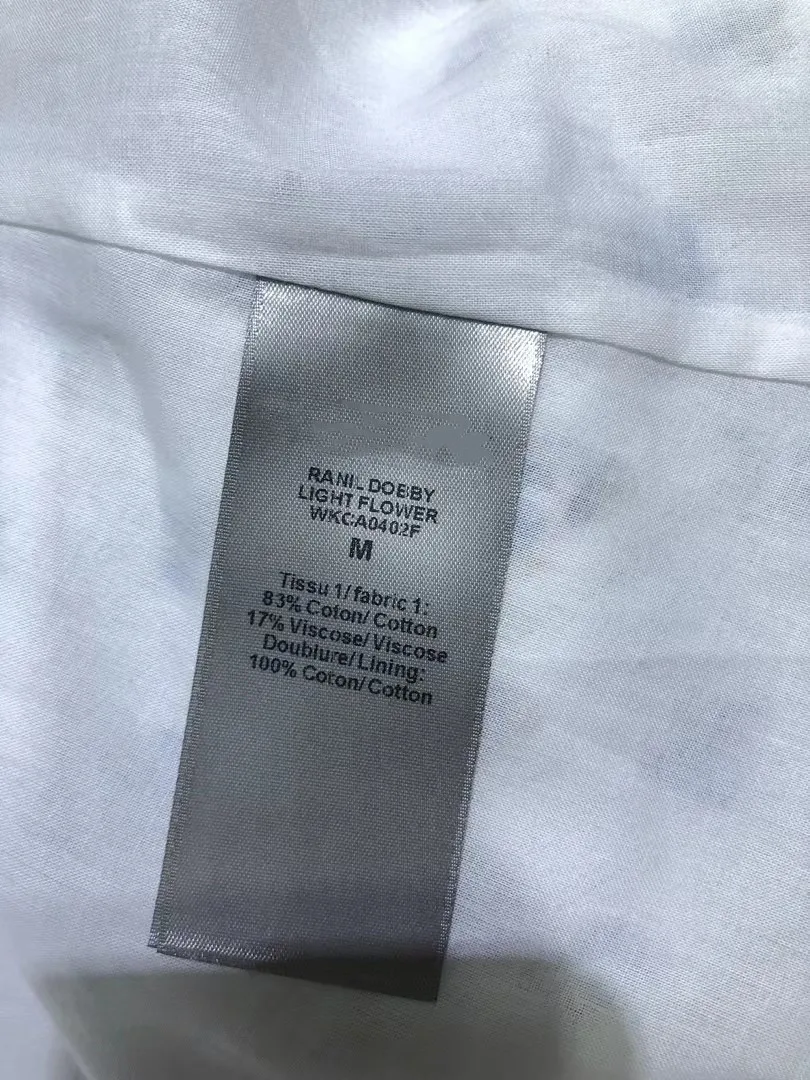 RANIL DOBBY
LIGHT FLOWER
WKCA0402F
M
Tissu 1/fabric 1:
83% Coton/ Cotton
17% Viscose/Viscose
Doublure/Lining:
100% Coton/Cotton